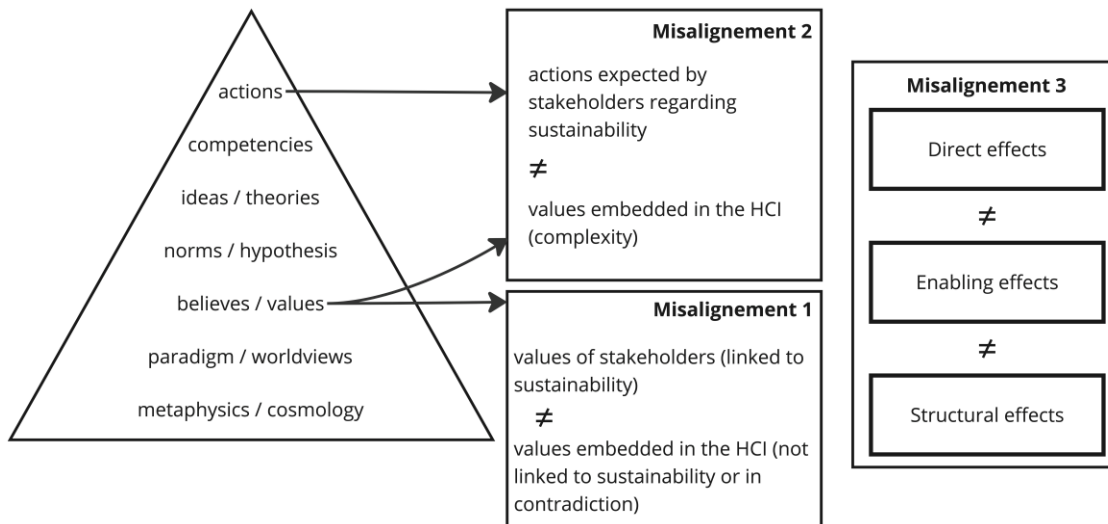 actions
competencies
ideas / theories
norms / hypothesis
believes / values
paradigm / worldviews
metaphysics / cosmology
Misalignement 2
actions expected by
stakeholders regarding
sustainability
≠
values embedded in the HCI
(complexity)
Misalignement 1
values of stakeholders (linked to
sustainability)
≠
values embedded in the HCI (not
linked to sustainability or in
contradiction)
Misalignement 3
Direct effects
≠
Enabling effects
≠
Structural effects